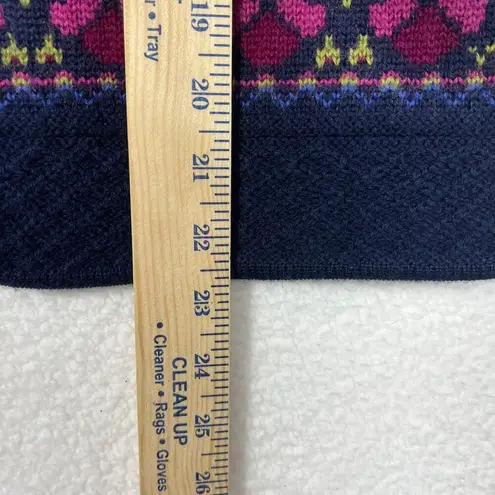 19
20
21
22
23
24
25
26
• Tray
CLEAN UP
• Cleaner • Rags • Gloves